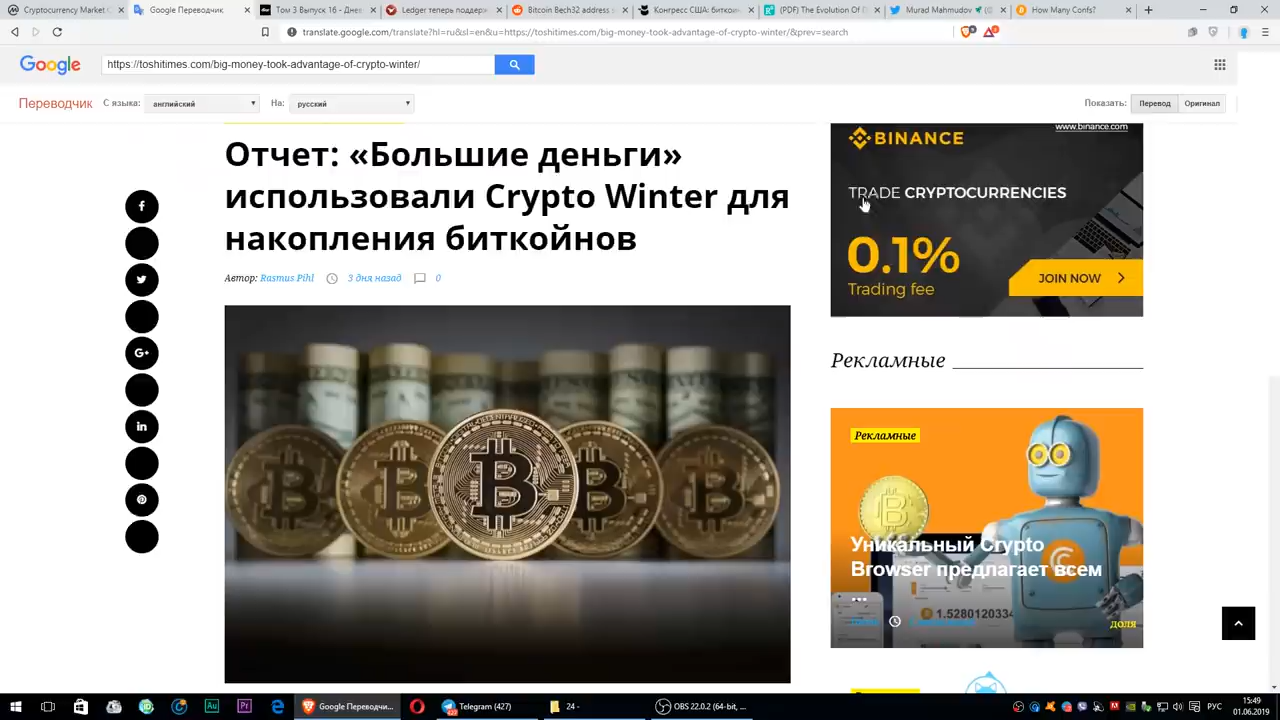 Cryptocurrency Market C
Google Переводчик
Том 3 Выпуск 16 - Днев
Ledger теперь поддерж
Bitcoin Bech32 address s
Конгресс США: биткои
(PDF) The Evolution Of D
Murad Mahmudov
How Many Confs?
translate.google.com/translate?hl=ru&sl=en&u=https://toshitimes.com/big-money-took-advantage-of-crypto-winter/&prev=search
Google
https://toshitimes.com/big-money-took-advantage-of-crypto-winter/
Переводчик
С языка:
английский
На:
русский
Показать:
Перевод
Оригинал
Отчет: «Большие деньги»
использовали Crypto Winter для
накопления биткойнов
Автор: Rasmus Pihl
3 дня назад
0
www.binance.com
BINANCE
TRADE CRYPTOCURRENCIES
0.1%
Trading fee
JOIN NOW
Рекламные
Рекламные
Уникальный Crypto
Browser предлагает всем
...
1.5280120334
доля
Google Переводчи...
Telegram (427)
24 -
OBS 22.0.2 (64-bit, ...
РУС
15:49
01.06.2019